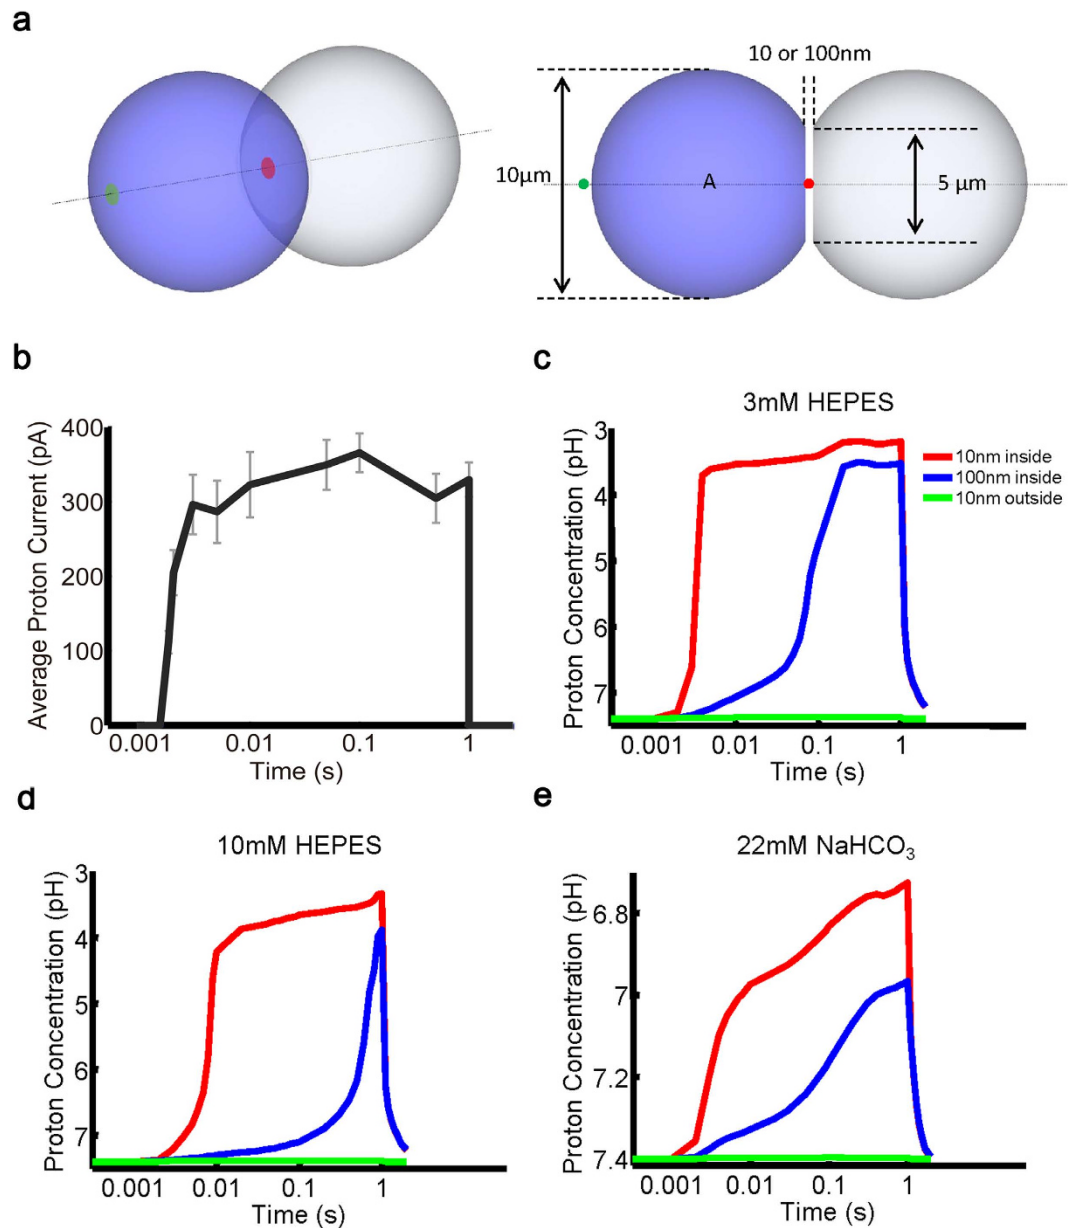 a
10 or 100nm
10μm
A
5 μm
b
400
300
200
100
0
Average Proton Current (pA)
0.001
0.01
0.1
1
Time (s)
c
3mM HEPES
3
4
5
6
7
Proton Concentration (pH)
10nm inside
100nm inside
10nm outside
0.001
0.01
0.1
1
Time (s)
d
10mM HEPES
3
4
5
6
7
Proton Concentration (pH)
0.001
0.01
0.1
1
Time (s)
e
22mM NaHCO₃
6.8
7
7.2
7.4
Proton Concentration (pH)
0.001
0.01
0.1
1
Time (s)